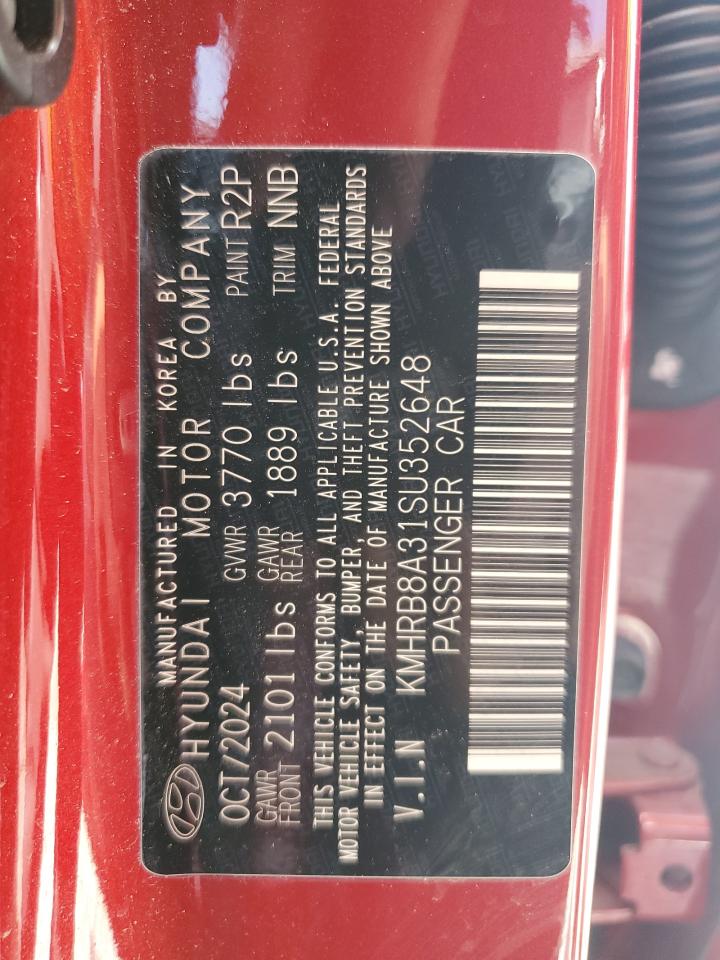 MANUFACTURED IN KOREA BY
HYUNDAI MOTOR COMPANY
OCT/2024 GVWR 3770 lbs PAINT R2P
GAWR FRONT 2101 lbs GAWR REAR 1889 lbs TRIM NNB
THIS VEHICLE CONFORMS TO ALL APPLICABLE U.S.A. FEDERAL
MOTOR VEHICLE SAFETY, BUMPER, AND THEFT PREVENTION STANDARDS
IN EFFECT ON THE DATE OF MANUFACTURE SHOWN ABOVE
V.I.N KMHRB8A31SU352648
PASSENGER CAR